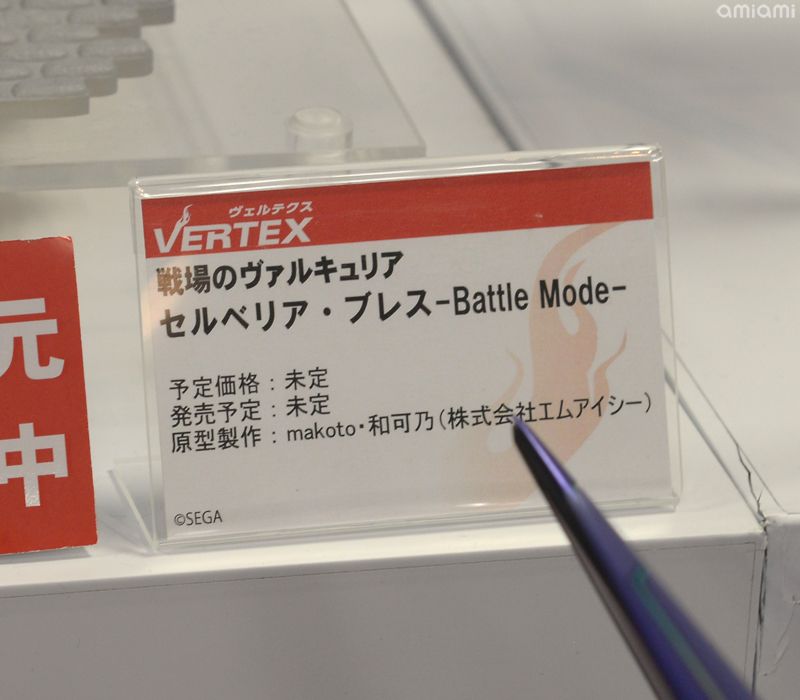 amiami
ヴェルテクス
VERTEX
戦場のヴァルキュリア
セルベリア・ブレス-Battle Mode-
予定価格：未定
発売予定：未定
原型製作：makoto・和可乃（株式会社エムアイシー）
©SEGA
元
中